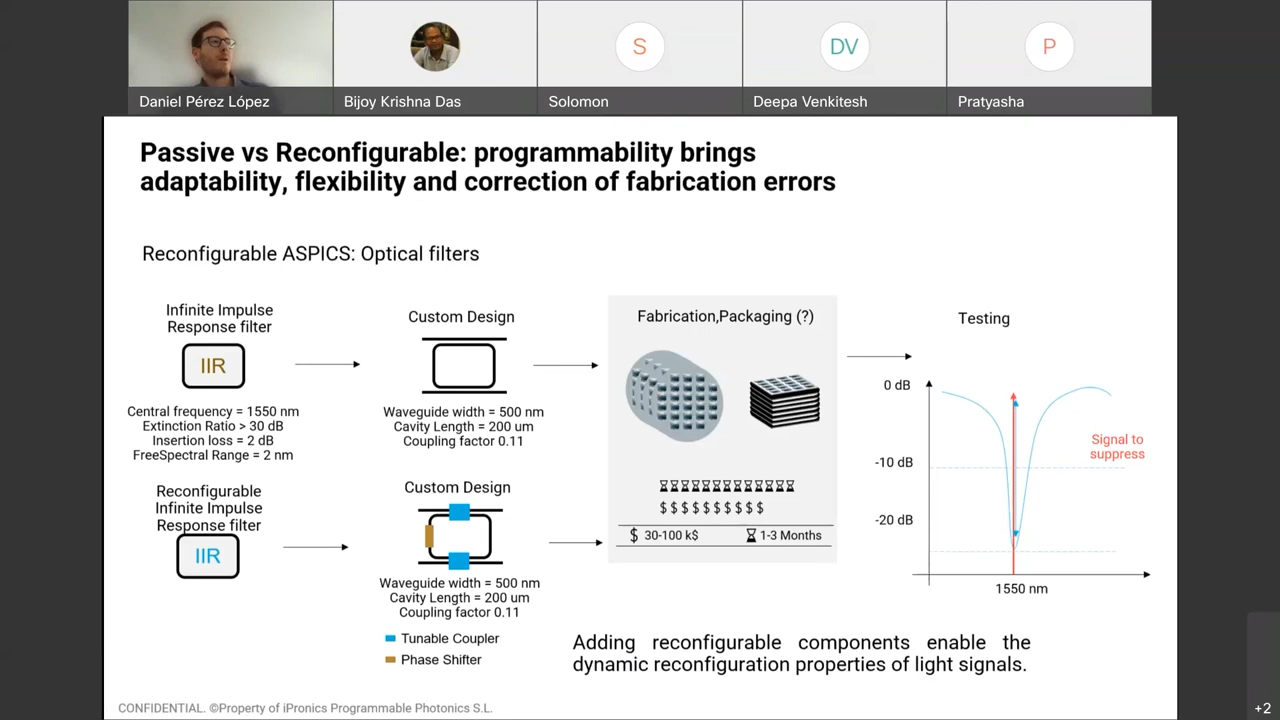 S
DV
P
Daniel Pérez López
Bijoy Krishna Das
Solomon
Deepa Venkitesh
Pratyasha
Passive vs Reconfigurable: programmability brings
adaptability, flexibility and correction of fabrication errors
Reconfigurable ASPICS: Optical filters
Infinite Impulse
Response filter
IIR
Central frequency = 1550 nm
Extinction Ratio > 30 dB
Insertion loss = 2 dB
FreeSpectral Range = 2 nm
Custom Design
Waveguide width = 500 nm
Cavity Length = 200 um
Coupling factor 0.11
Reconfigurable
Infinite Impulse
Response filter
IIR
Custom Design
Waveguide width = 500 nm
Cavity Length = 200 um
Coupling factor 0.11
Tunable Coupler
Phase Shifter
Fabrication,Packaging (?)
$ $ $ $ $ $ $ $ $ $
$ 30-100 k$
1-3 Months
Testing
0 dB
-10 dB
-20 dB
Signal to
suppress
1550 nm
Adding reconfigurable components enable the
dynamic reconfiguration properties of light signals.
CONFIDENTIAL. ©Property of iPronics Programmable Photonics S.L.
+2